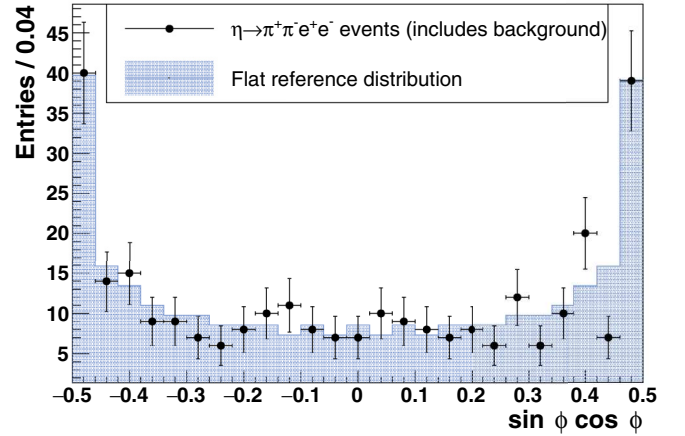 η→π⁺π⁻e⁺e⁻ events (includes background)
Flat reference distribution
Entries / 0.04
45
40
35
30
25
20
15
10
5
−0.5 −0.4 −0.3 −0.2 −0.1 0 0.1 0.2 0.3 0.4 0.5
sin ϕ cos ϕ